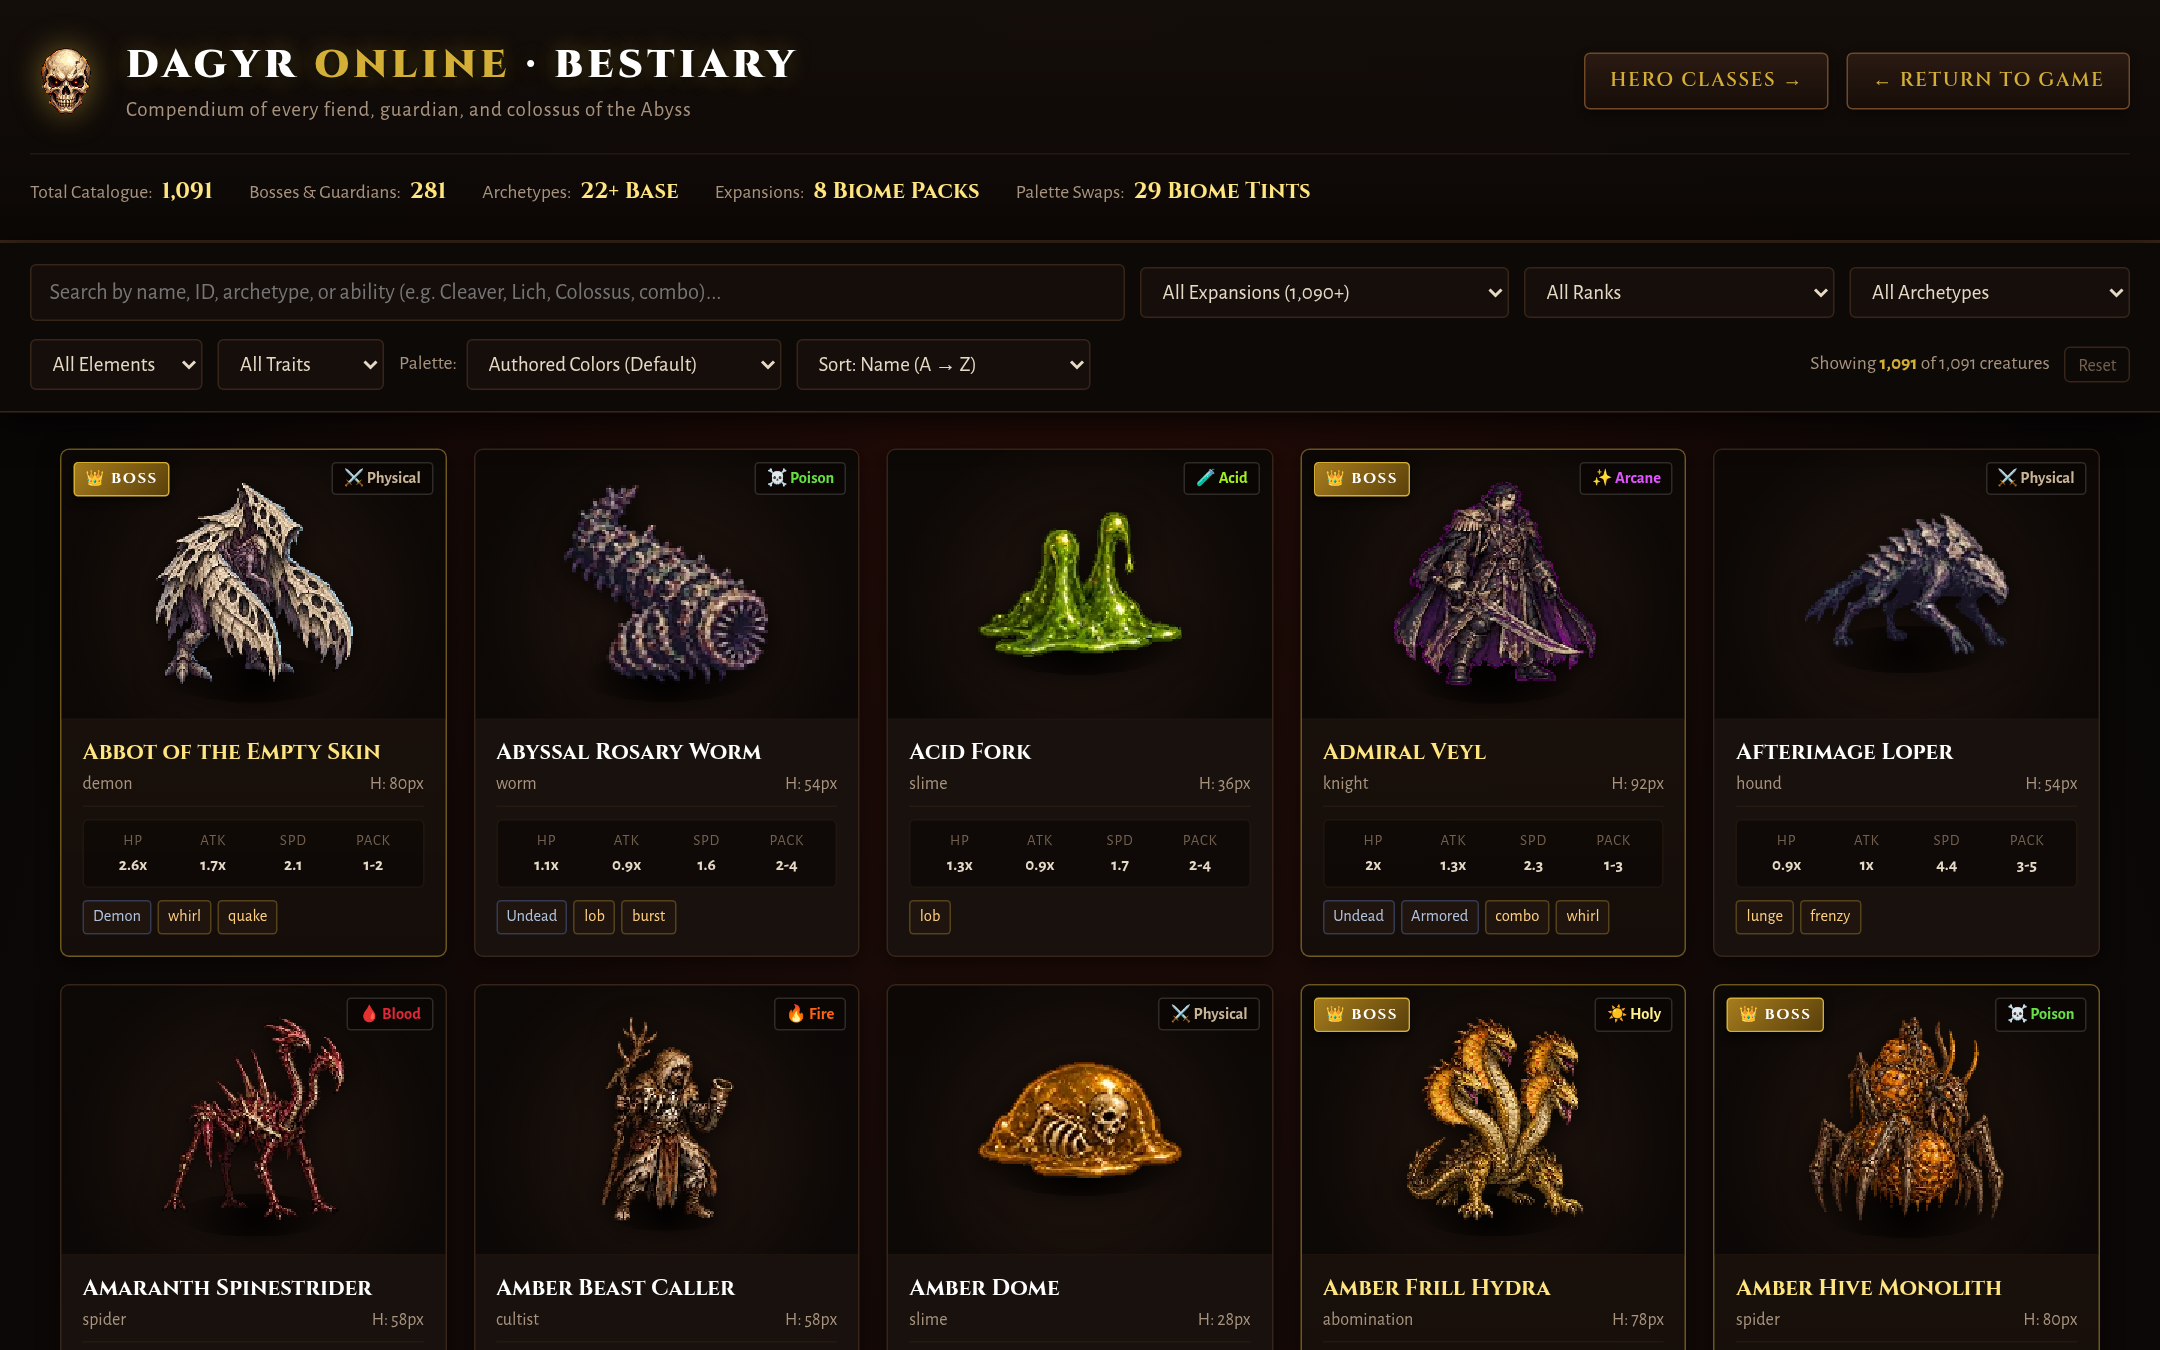 DAGYR ONLINE · BESTIARY
Compendium of every fiend, guardian, and colossus of the Abyss
HERO CLASSES →
← RETURN TO GAME
Total Catalogue: 1,091 Bosses & Guardians: 281 Archetypes: 22+ Base Expansions: 8 Biome Packs Palette Swaps: 29 Biome Tints
Search by name, ID, archetype, or ability (e.g. Cleaver, Lich, Colossus, combo)...
All Expansions (1,090+)
All Ranks
All Archetypes
All Elements
All Traits
Palette: Authored Colors (Default)
Sort: Name (A → Z)
Showing 1,091 of 1,091 creatures
Reset
BOSS
Physical
Abbot of the Empty Skin
demon H: 80px
HP ATK SPD PACK
2.6x 1.7x 2.1 1-2
Demon whirl quake
Poison
Abyssal Rosary Worm
worm H: 54px
HP ATK SPD PACK
1.1x 0.9x 1.6 2-4
Undead lob burst
Acid
Acid Fork
slime H: 36px
HP ATK SPD PACK
1.3x 0.9x 1.7 2-4
lob
BOSS
Arcane
Admiral Veyl
knight H: 92px
HP ATK SPD PACK
2x 1.3x 2.3 1-3
Undead Armored combo whirl
Physical
Afterimage Loper
hound H: 54px
HP ATK SPD PACK
0.9x 1x 4.4 3-5
lunge frenzy
Blood
Amaranth Spinestrider
spider H: 58px
Fire
Amber Beast Caller
cultist H: 58px
Physical
Amber Dome
slime H: 28px
BOSS
Holy
Amber Frill Hydra
abomination H: 78px
BOSS
Poison
Amber Hive Monolith
spider H: 80px